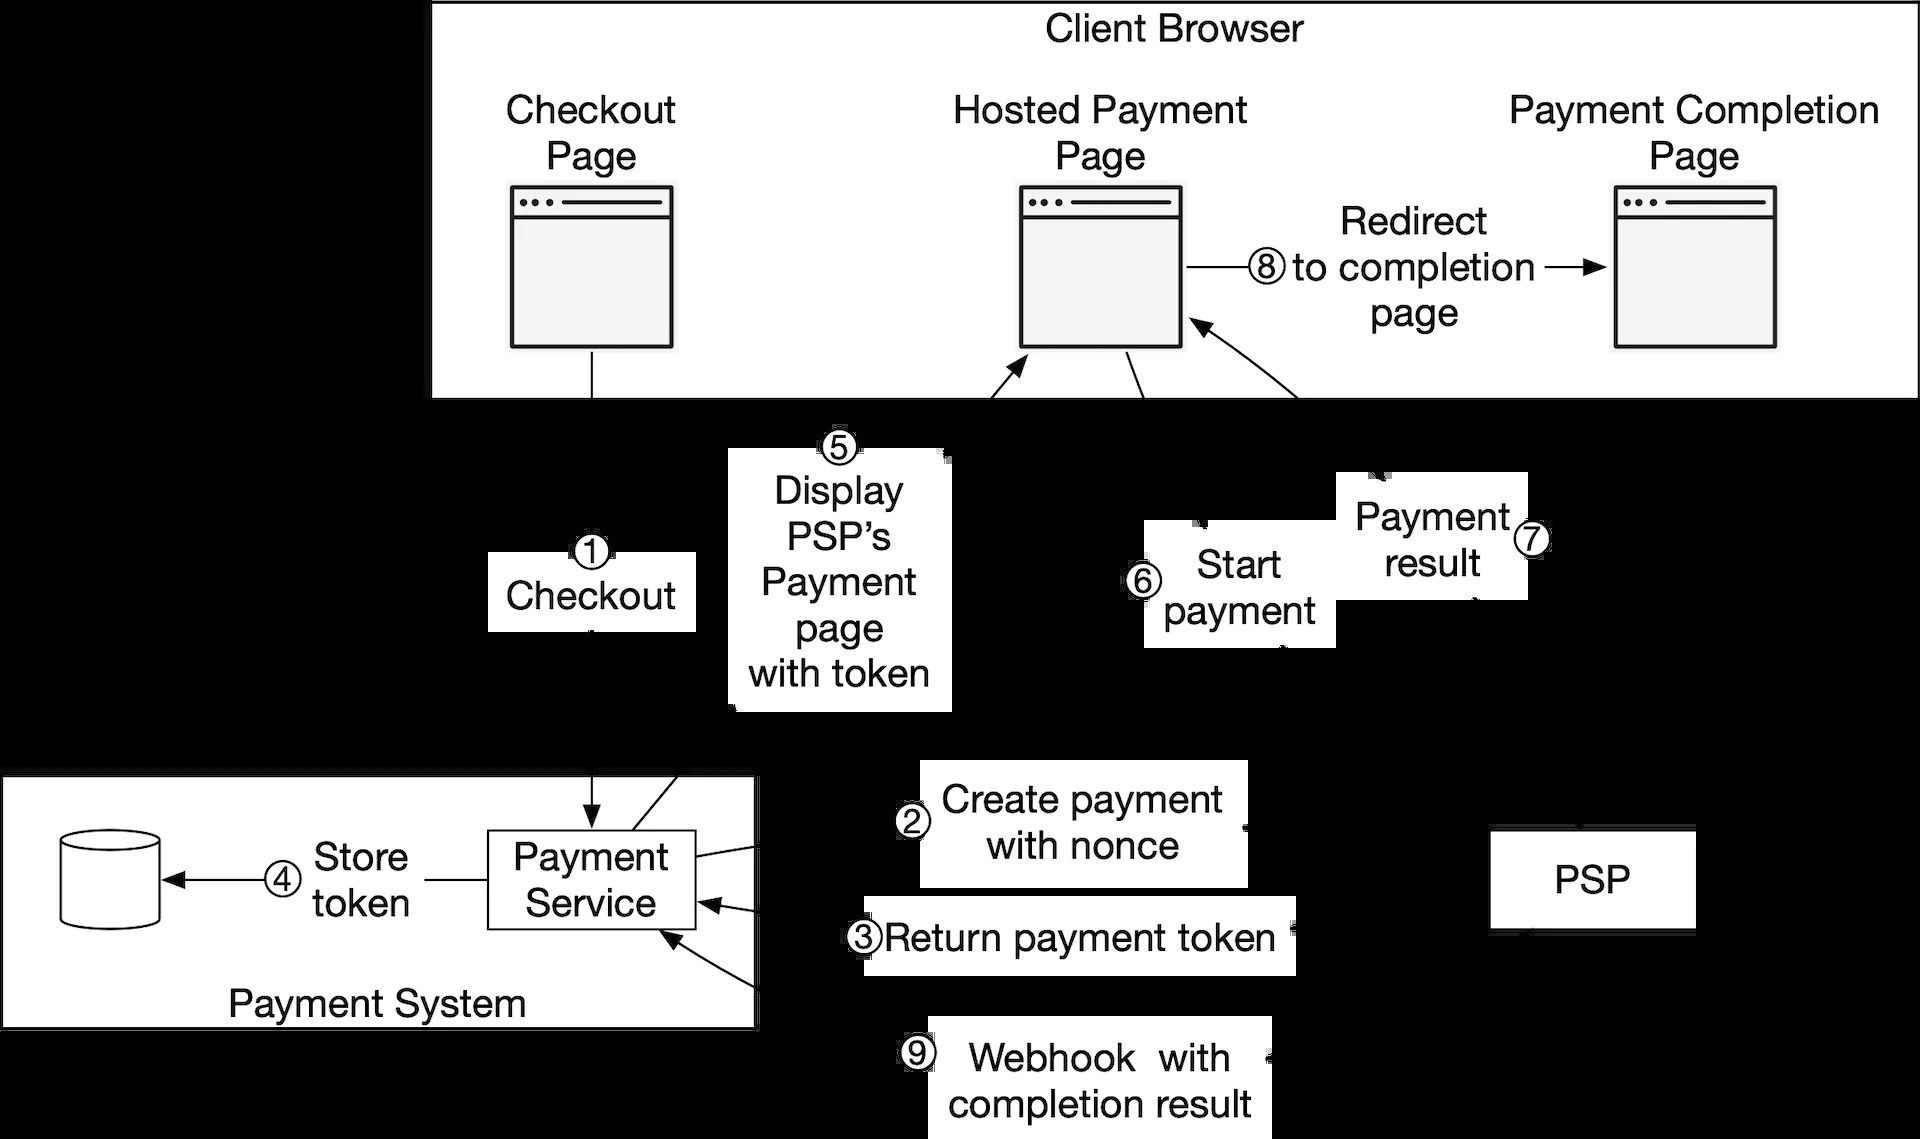 Client Browser
Checkout
Page
Hosted Payment
Page
Payment Completion
Page
Redirect
8 to completion
page
5
Display
PSP's
Payment
page
with token
1
Checkout
6
Start
payment
Payment
result
7
2
Create payment
with nonce
3 Return payment token
4
Store
token
Payment
Service
Payment System
PSP
9
Webhook with
completion result